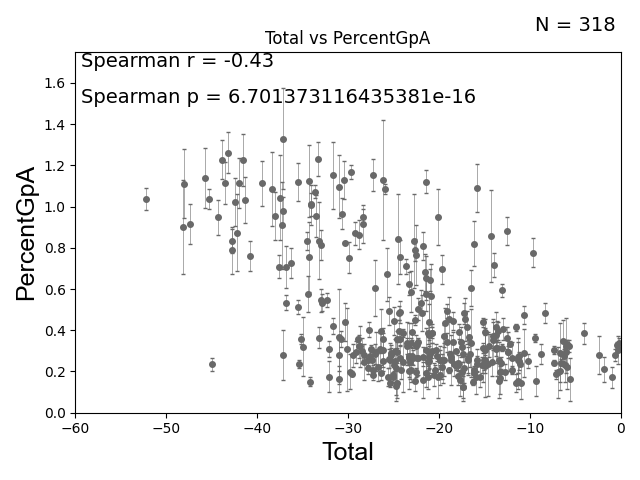 N = 318
Total vs PercentGpA
Spearman r = -0.43
Spearman p = 6.701373116435381e-16
1.6
1.4
1.2
1.0
0.8
0.6
0.4
0.2
0.0
PercentGpA
−60 −50 −40 −30 −20 −10 0
Total